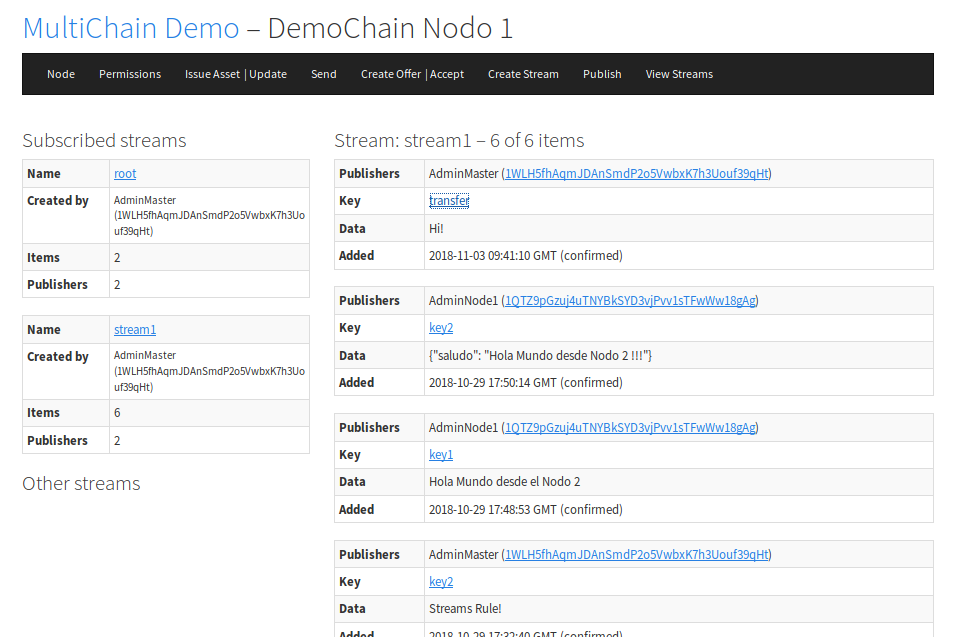 MultiChain Demo – DemoChain Nodo 1
Node Permissions Issue Asset | Update Send Create Offer | Accept Create Stream Publish View Streams
Subscribed streams
Name root
Created by AdminMaster
(1WLH5fhAqmJDAnSmdP2o5VwbxK7h3Uo
uf39qHt)
Items 2
Publishers 2
Name stream1
Created by AdminMaster
(1WLH5fhAqmJDAnSmdP2o5VwbxK7h3Uo
uf39qHt)
Items 6
Publishers 2
Other streams
Stream: stream1 – 6 of 6 items
Publishers AdminMaster (1WLH5fhAqmJDAnSmdP2o5VwbxK7h3Uouf39qHt)
Key transfer
Data Hi!
Added 2018-11-03 09:41:10 GMT (confirmed)
Publishers AdminNode1 (1QTZ9pGzuj4uTNYBkSYD3vjPvv1sTFwWw18gAg)
Key key2
Data {"saludo": "Hola Mundo desde Nodo 2 !!!"}
Added 2018-10-29 17:50:14 GMT (confirmed)
Publishers AdminNode1 (1QTZ9pGzuj4uTNYBkSYD3vjPvv1sTFwWw18gAg)
Key key1
Data Hola Mundo desde el Nodo 2
Added 2018-10-29 17:48:53 GMT (confirmed)
Publishers AdminMaster (1WLH5fhAqmJDAnSmdP2o5VwbxK7h3Uouf39qHt)
Key key2
Data Streams Rule!
Added 2018-10-29 17:32:40 GMT (confirmed)